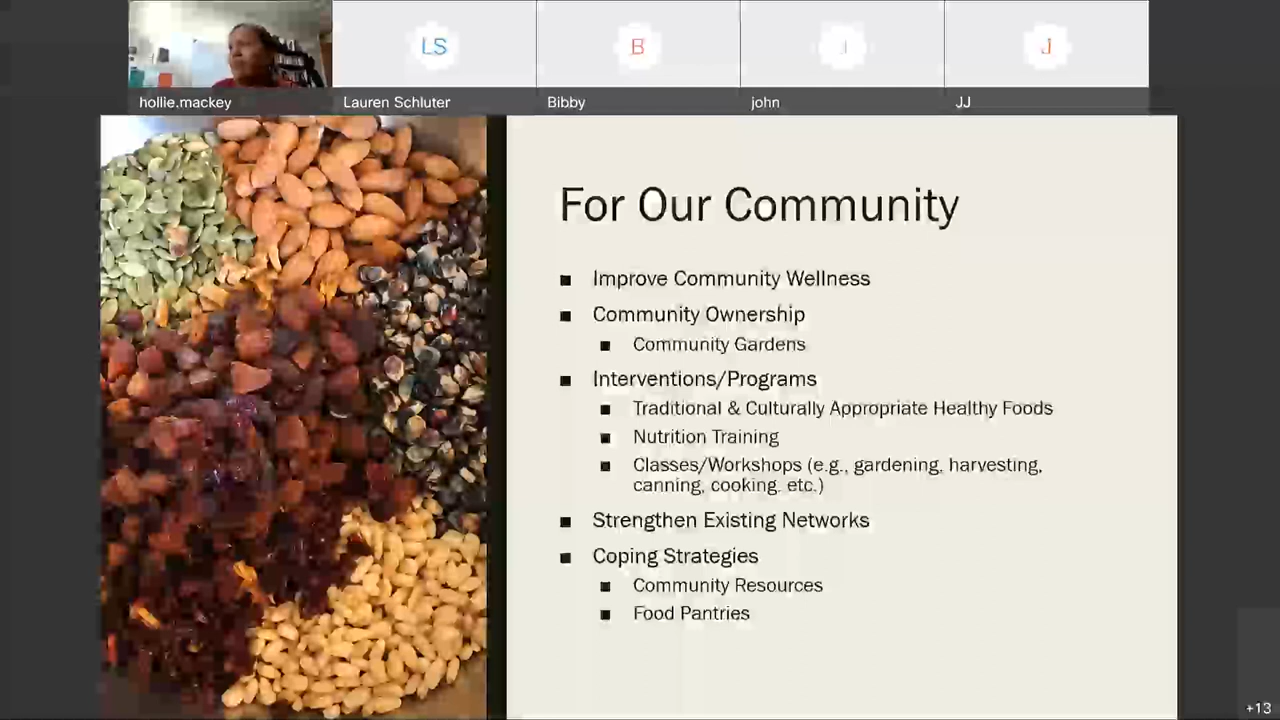 LS
B
J
hollie.mackey
Lauren Schluter
Bibby
john
JJ
For Our Community
■ Improve Community Wellness
■ Community Ownership
■ Community Gardens
■ Interventions/Programs
■ Traditional & Culturally Appropriate Healthy Foods
■ Nutrition Training
■ Classes/Workshops (e.g., gardening, harvesting,
canning, cooking. etc.)
■ Strengthen Existing Networks
■ Coping Strategies
■ Community Resources
■ Food Pantries
+13